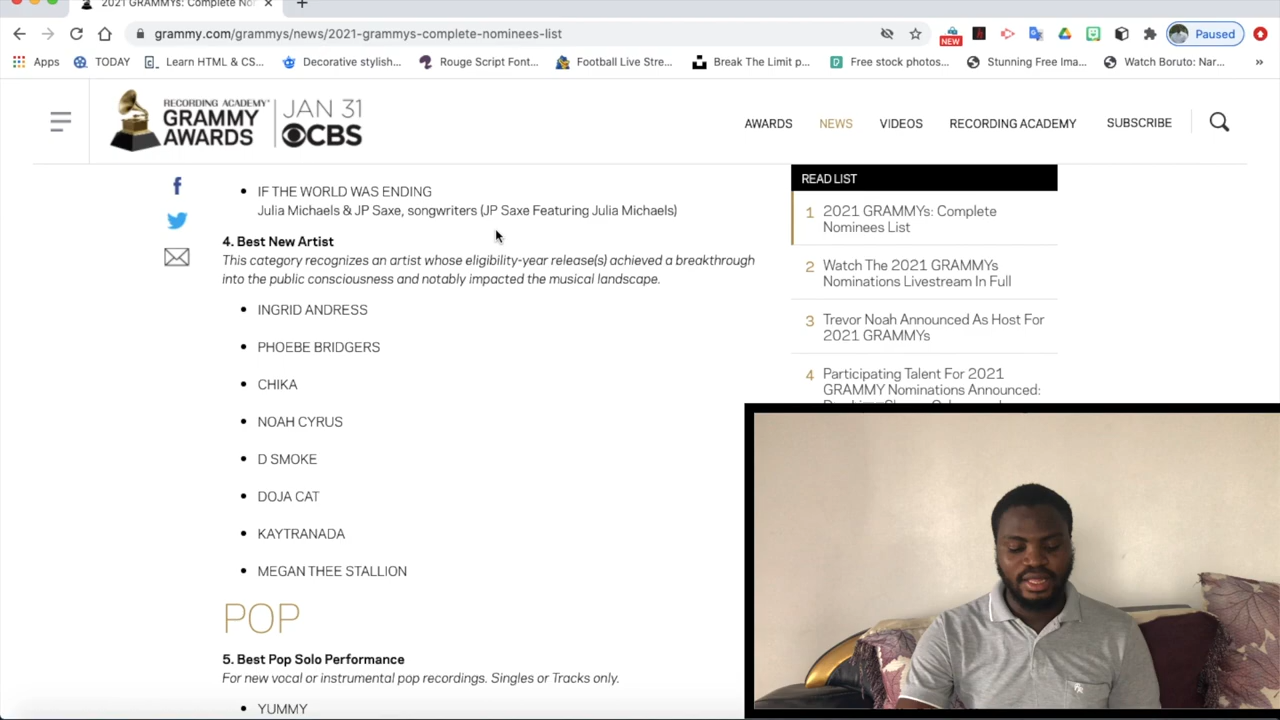 2021 GRAMMYs: Complete Nor
grammy.com/grammys/news/2021-grammys-complete-nominees-list
NEW
Paused
Apps
TODAY
Learn HTML & CS...
Decorative stylish...
Rouge Script Font...
Football Live Stre...
Break The Limit p...
Free stock photos...
Stunning Free Ima...
Watch Boruto: Nar...
»
RECORDING ACADEMY
GRAMMY
AWARDS
JAN 31
CBS
AWARDS
NEWS
VIDEOS
RECORDING ACADEMY
SUBSCRIBE
• IF THE WORLD WAS ENDING
Julia Michaels & JP Saxe, songwriters (JP Saxe Featuring Julia Michaels)
4. Best New Artist
This category recognizes an artist whose eligibility-year release(s) achieved a breakthrough
into the public consciousness and notably impacted the musical landscape.
• INGRID ANDRESS
• PHOEBE BRIDGERS
• CHIKA
• NOAH CYRUS
• D SMOKE
• DOJA CAT
• KAYTRANADA
• MEGAN THEE STALLION
POP
5. Best Pop Solo Performance
For new vocal or instrumental pop recordings. Singles or Tracks only.
• YUMMY
READ LIST
1 2021 GRAMMYs: Complete
Nominees List
2 Watch The 2021 GRAMMYs
Nominations Livestream In Full
3 Trevor Noah Announced As Host For
2021 GRAMMYs
4 Participating Talent For 2021
GRAMMY Nominations Announced: